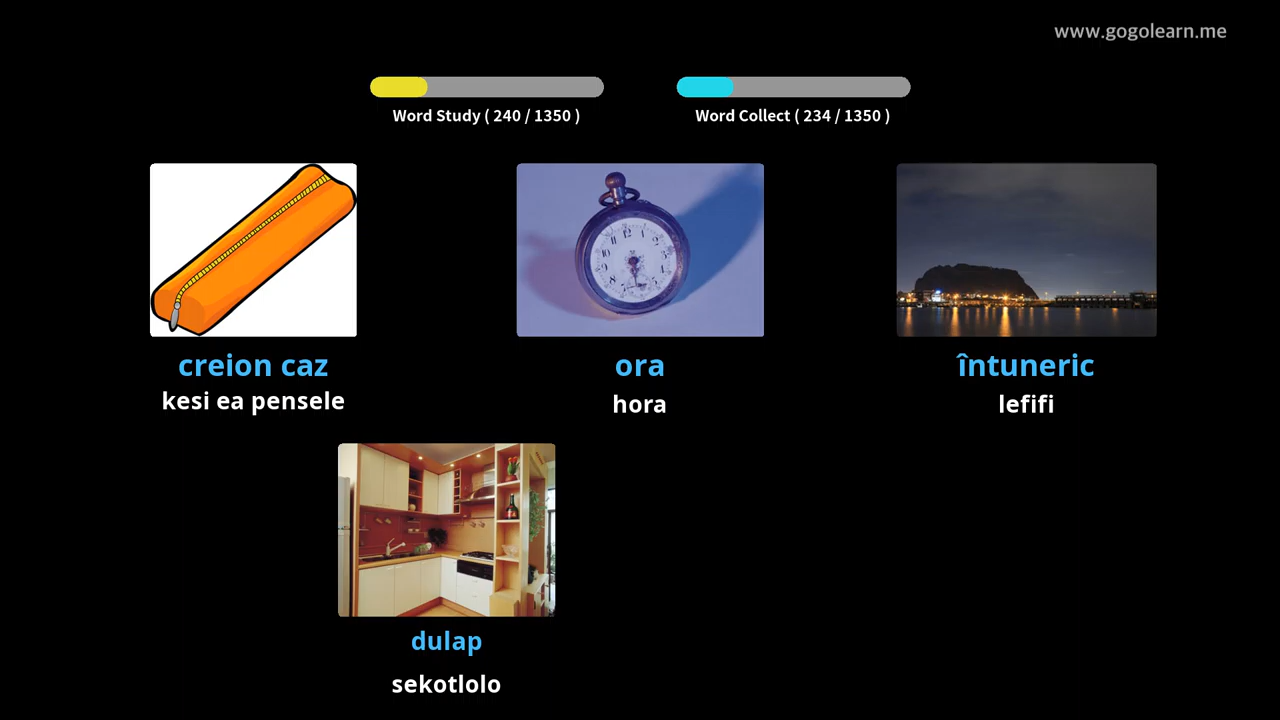 www.gogolearn.me
Word Study ( 240 / 1350 )
Word Collect ( 234 / 1350 )
creion caz
kesi ea pensele
ora
hora
întuneric
lefifi
dulap
sekotlolo